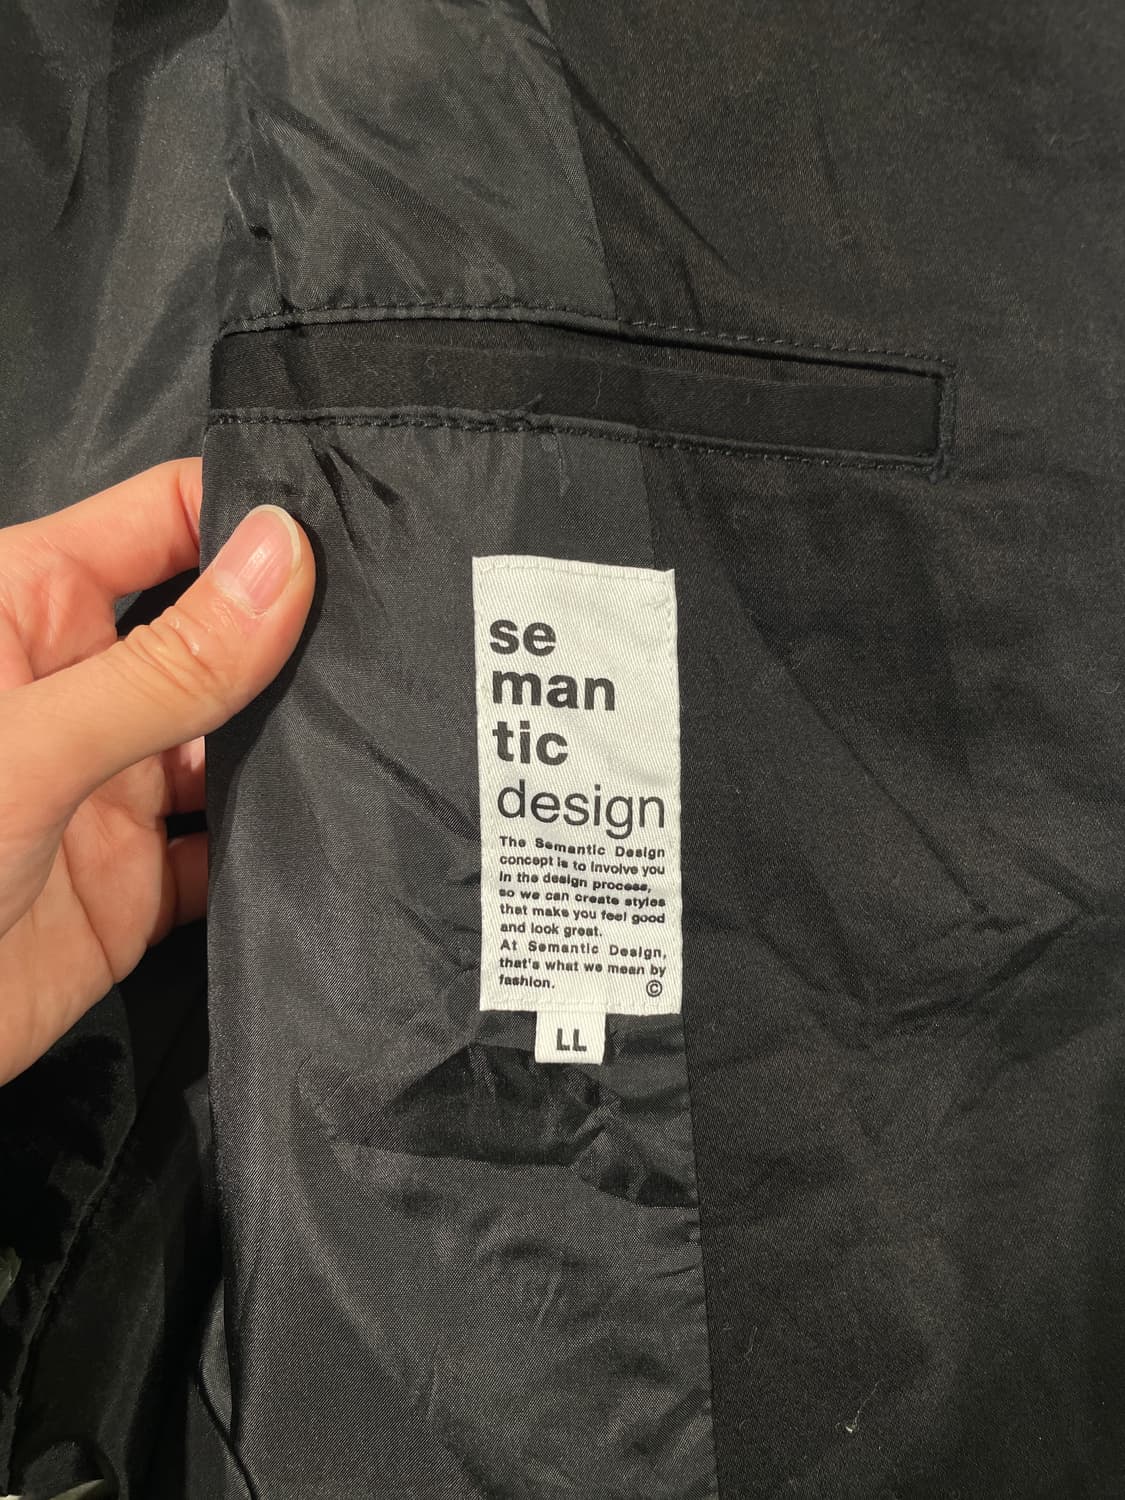 se
man
tic
design
The Semantic Design
concept is to involve you
in the design process,
so we can create styles
that make you feel good
and look great.
At Semantic Design,
that's what we mean by
fashion. ©
LL